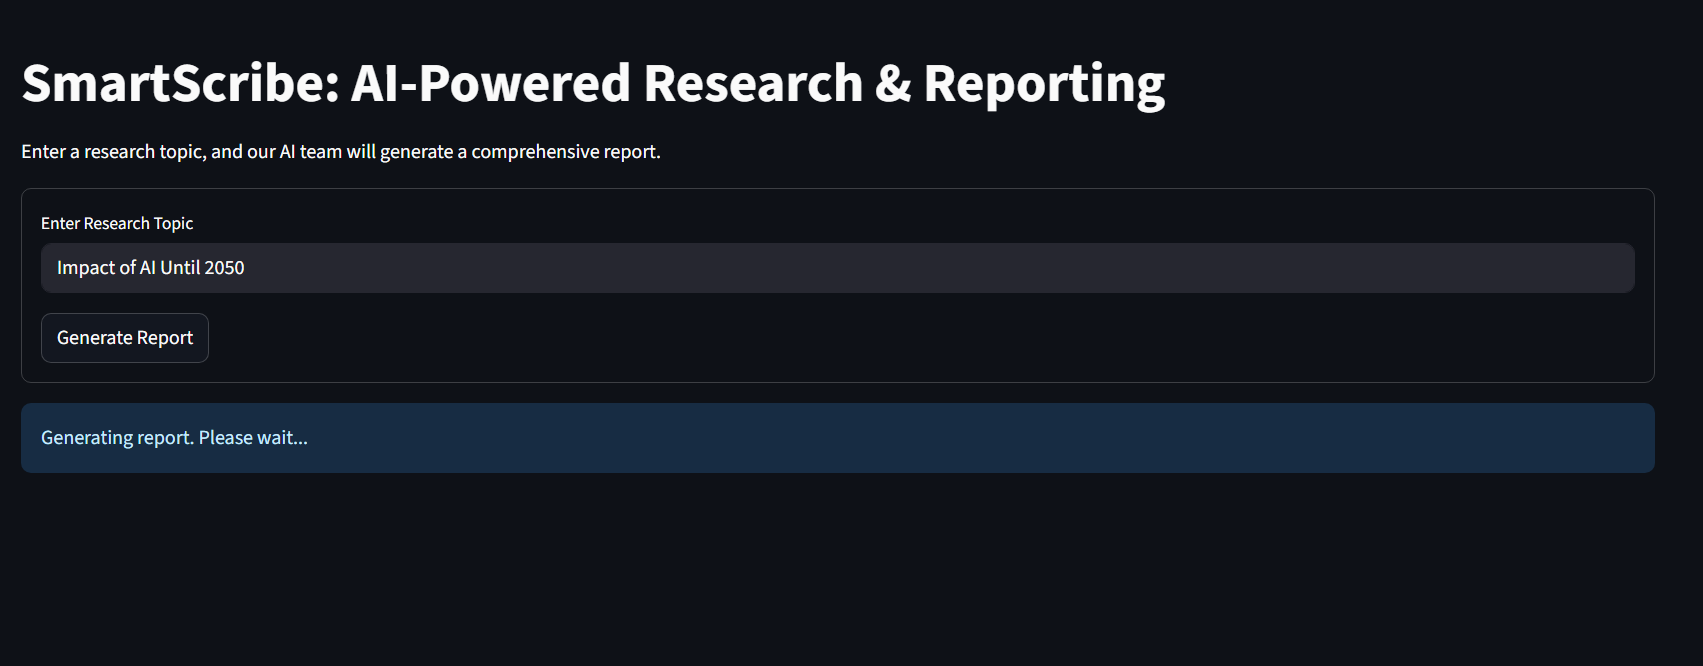 SmartScribe: AI-Powered Research & Reporting
Enter a research topic, and our AI team will generate a comprehensive report.
Enter Research Topic
Impact of AI Until 2050
Generate Report
Generating report. Please wait...